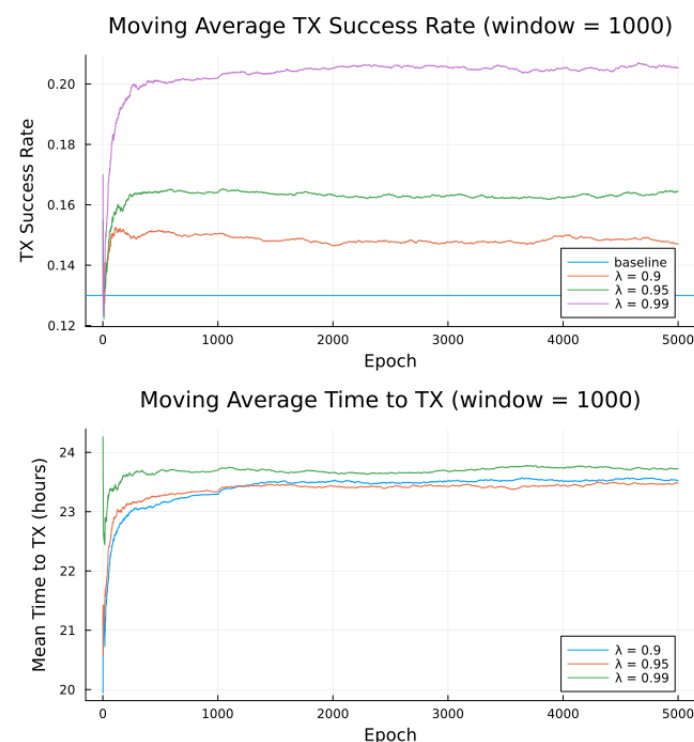 Moving Average TX Success Rate (window = 1000)
0.20
0.18
0.16
0.14
0.12
TX Success Rate
baseline
λ = 0.9
λ = 0.95
λ = 0.99
0 1000 2000 3000 4000 5000
Epoch
Moving Average Time to TX (window = 1000)
24
23
22
21
20
Mean Time to TX (hours)
λ = 0.9
λ = 0.95
λ = 0.99
0 1000 2000 3000 4000 5000
Epoch